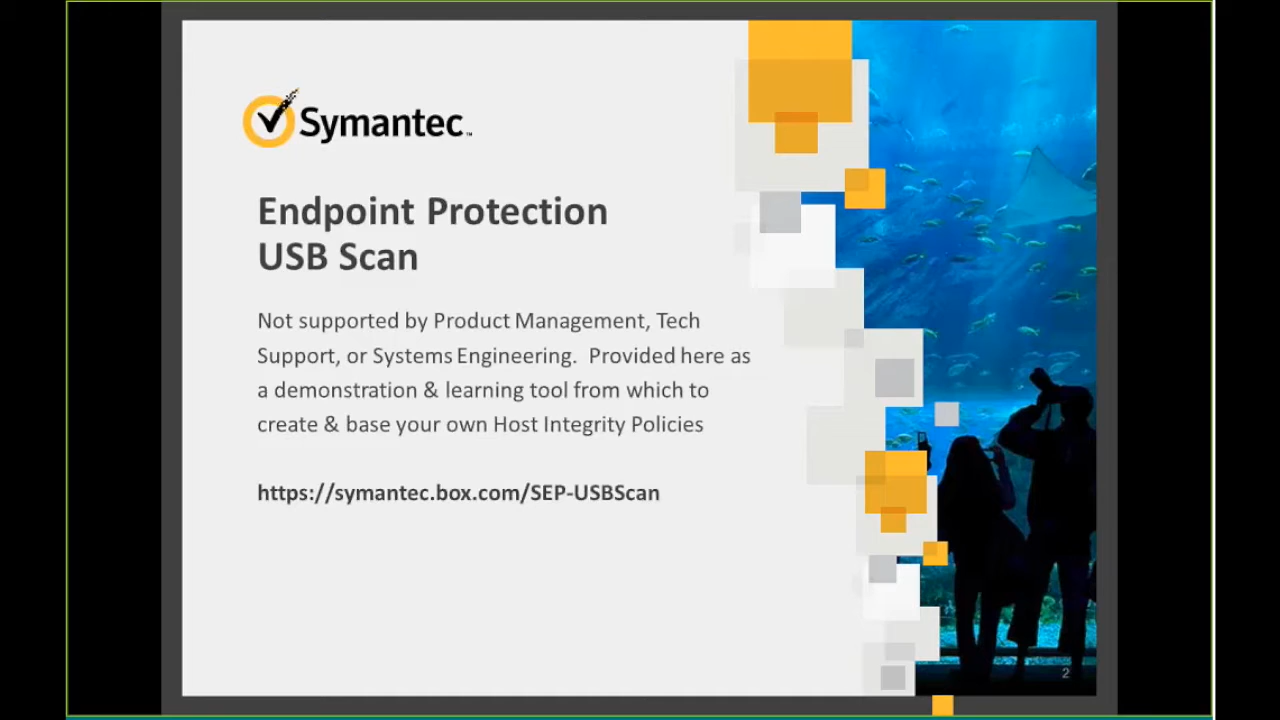 Symantec™
Endpoint Protection
USB Scan
Not supported by Product Management, Tech
Support, or Systems Engineering. Provided here as
a demonstration & learning tool from which to
create & base your own Host Integrity Policies
https://symantec.box.com/SEP-USBScan
2